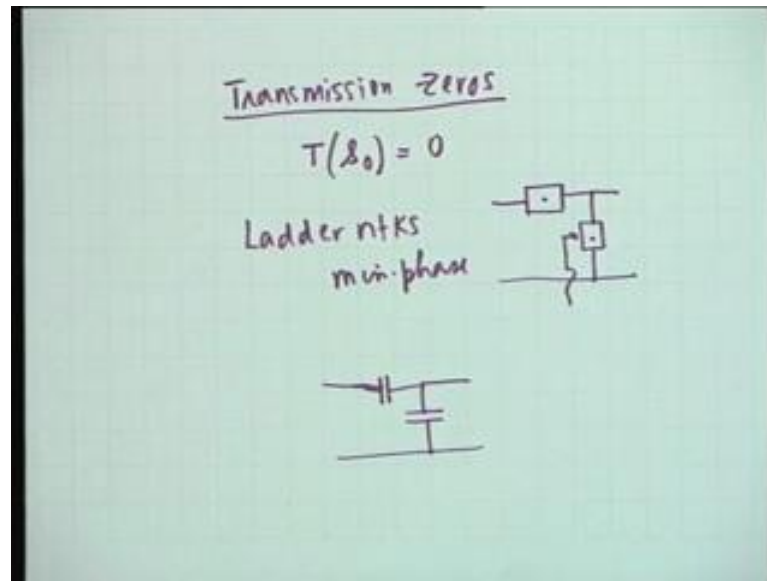 Transmission zeros
T(s₀) = 0
Ladder ntks
min. phase